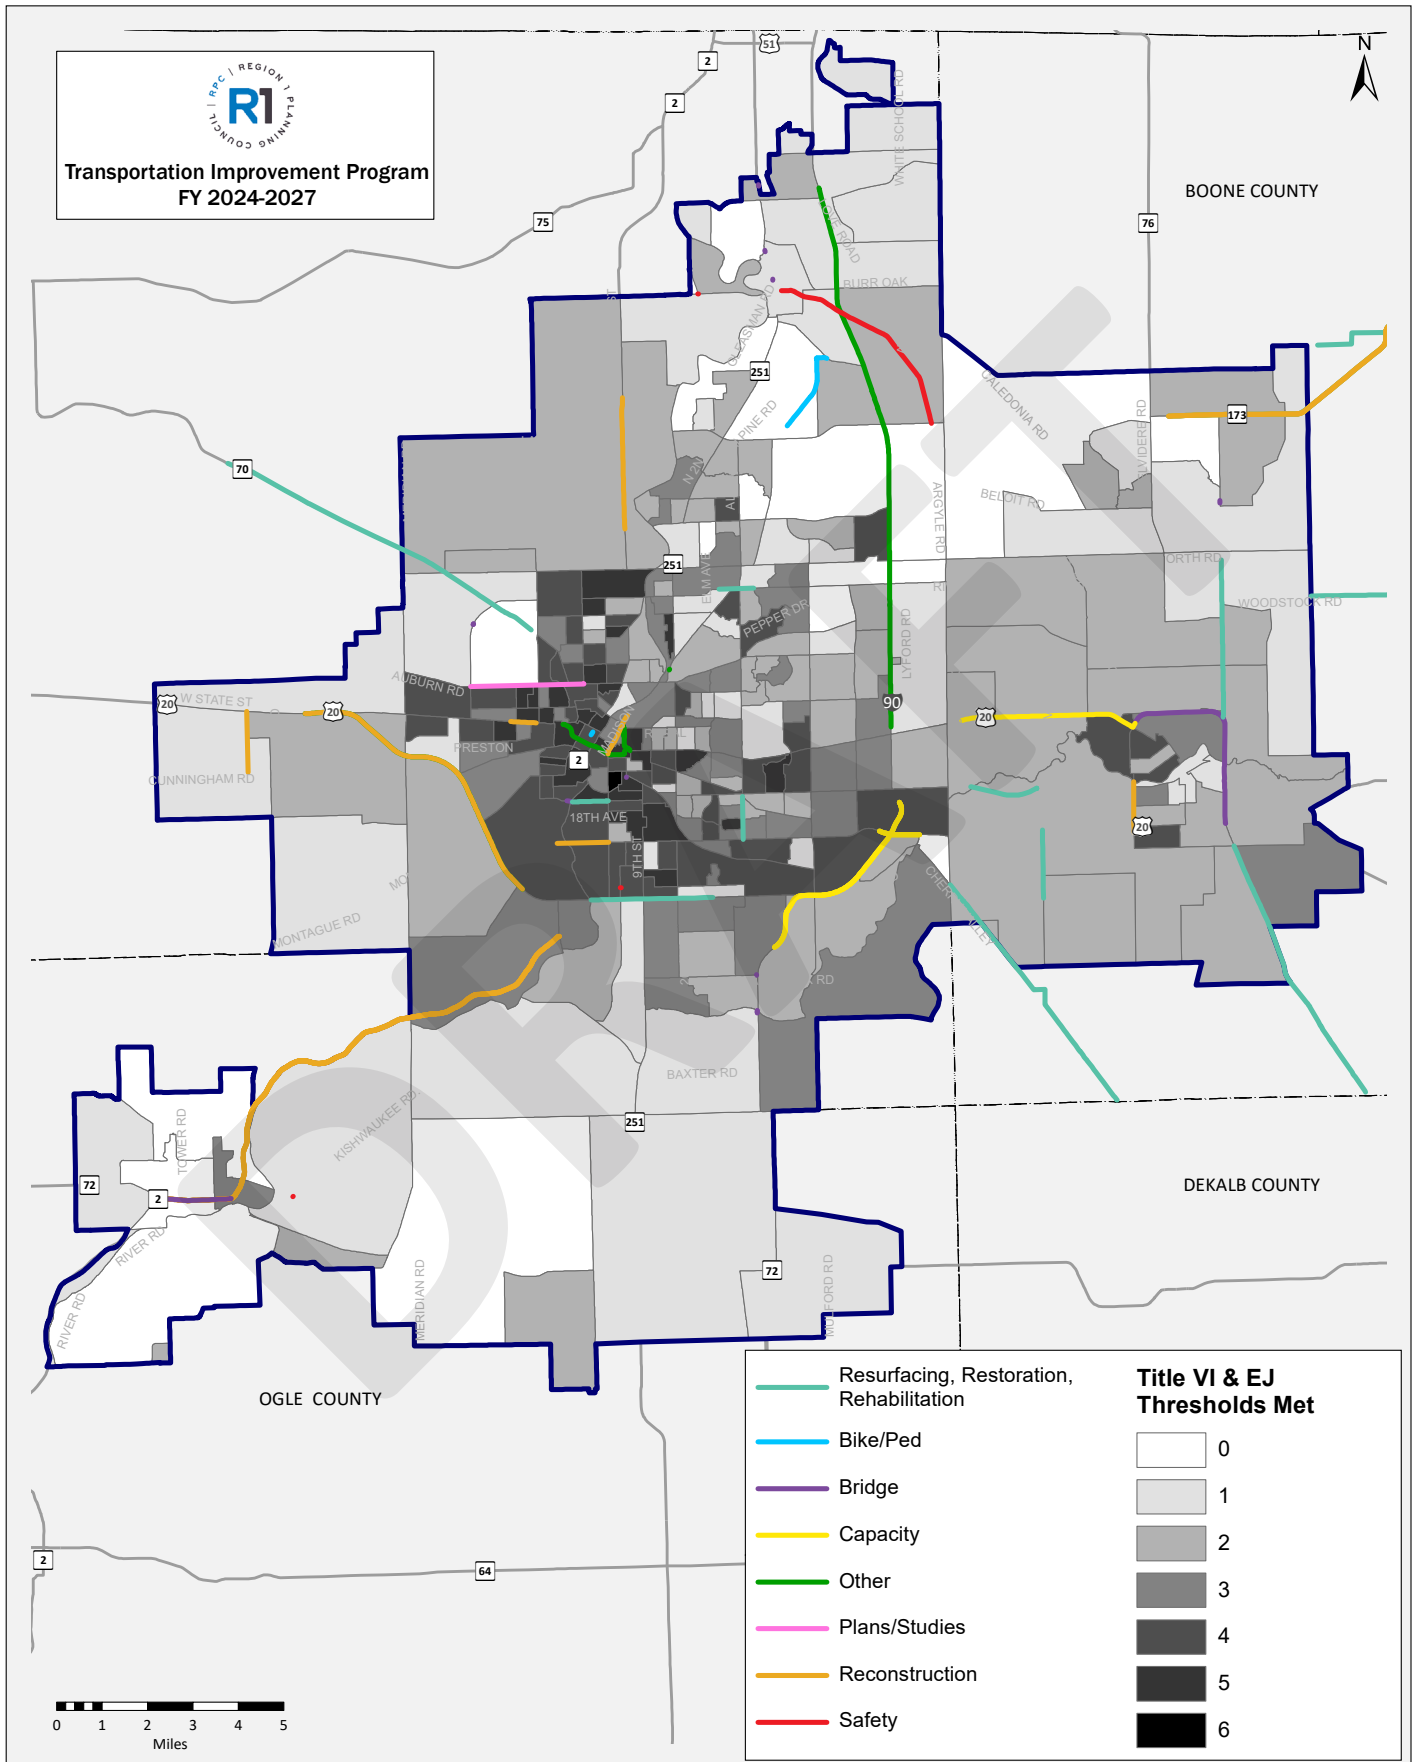 RPC | REGION 1 PLANNING COUNCIL |
R1
Transportation Improvement Program
FY 2024-2027
N
BOONE COUNTY
DEKALB COUNTY
OGLE COUNTY
DRAFT
51
2
2
75
76
WHITE SCHOOL RD
BURR OAK
GLEASMAN RD
251
PINE RD
CALEDONIA RD
173
BELOIT RD
ARGYLE RD
70
N 2N
251
ELM AVE
ORTH RD
WOODSTOCK RD
PEPPER DR
LYFORD RD
AUBURN RD
20
W STATE ST
20
90
20
PRESTON
2
CUNNINGHAM RD
18TH AVE
9TH ST
20
MONTAGUE RD
BAXTER RD
KISHWAUKEE RD
251
TOWER RD
72
2
RIVER RD
RIVER RD
MERIDIAN RD
72
MULFORD RD
2
64
Resurfacing, Restoration,
Rehabilitation
Bike/Ped
Bridge
Capacity
Other
Plans/Studies
Reconstruction
Safety
Title VI & EJ
Thresholds Met
0
1
2
3
4
5
6
0 1 2 3 4 5
Miles